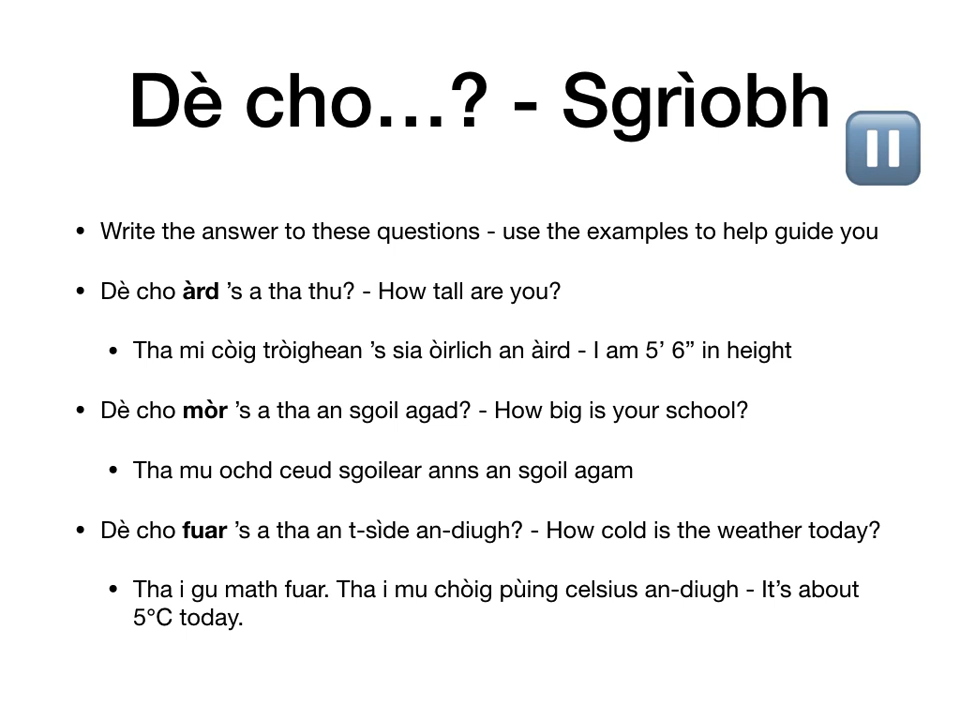 Dè cho…? - Sgrìobh
• Write the answer to these questions - use the examples to help guide you
• Dè cho àrd ’s a tha thu? - How tall are you?
• Tha mi còig tròighean ’s sia òirlich an àird - I am 5’ 6” in height
• Dè cho mòr ’s a tha an sgoil agad? - How big is your school?
• Tha mu ochd ceud sgoilear anns an sgoil agam
• Dè cho fuar ’s a tha an t-sìde an-diugh? - How cold is the weather today?
• Tha i gu math fuar. Tha i mu chòig pùing celsius an-diugh - It’s about
5°C today.